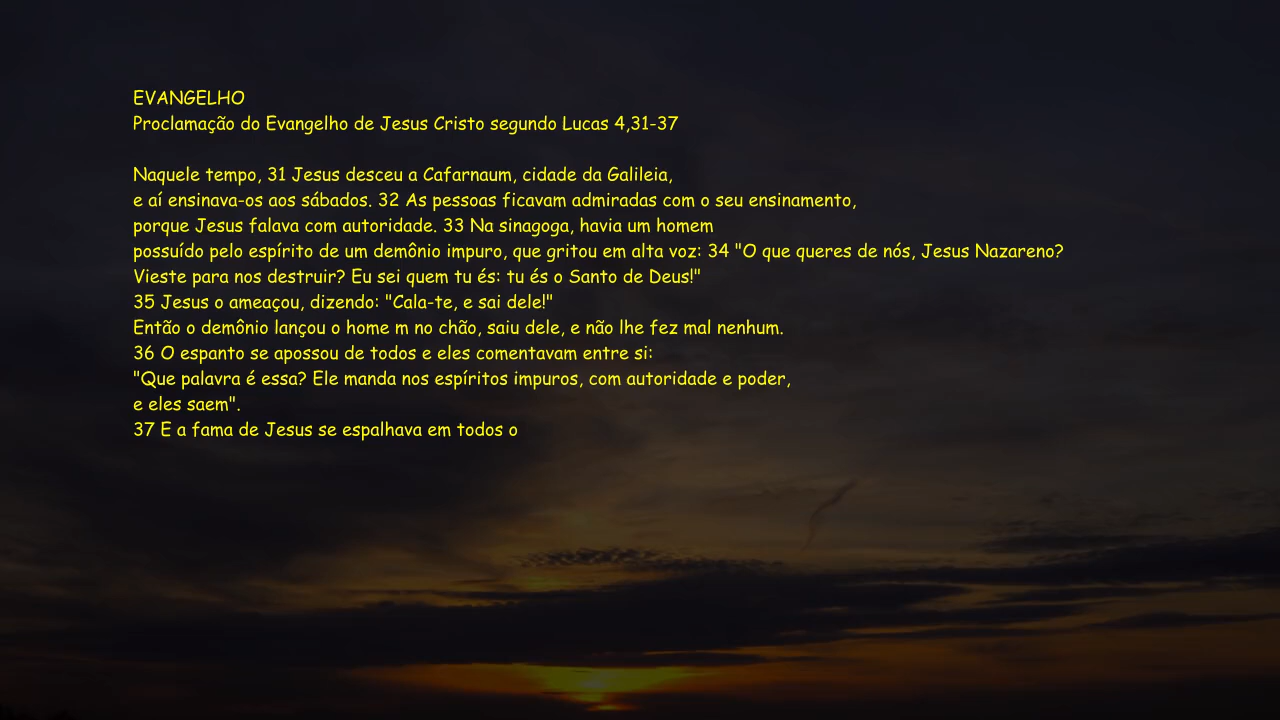 EVANGELHO
Proclamação do Evangelho de Jesus Cristo segundo Lucas 4,31-37
Naquele tempo, 31 Jesus desceu a Cafarnaum, cidade da Galileia,
e aí ensinava-os aos sábados. 32 As pessoas ficavam admiradas com o seu ensinamento,
porque Jesus falava com autoridade. 33 Na sinagoga, havia um homem
possuído pelo espírito de um demônio impuro, que gritou em alta voz: 34 "O que queres de nós, Jesus Nazareno?
Vieste para nos destruir? Eu sei quem tu és: tu és o Santo de Deus!"
35 Jesus o ameaçou, dizendo: "Cala-te, e sai dele!"
Então o demônio lançou o home m no chão, saiu dele, e não lhe fez mal nenhum.
36 O espanto se apossou de todos e eles comentavam entre si:
"Que palavra é essa? Ele manda nos espíritos impuros, com autoridade e poder,
e eles saem".
37 E a fama de Jesus se espalhava em todos o